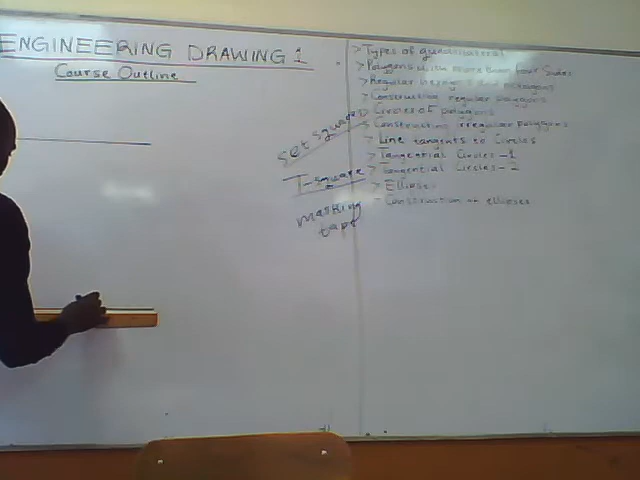 ENGINEERING DRAWING 1
Course Outline
> Types of quadrilateral
> Polygons with more than four Sides
> Regular hexagons and octagons
> Constructing regular polygons
> Circles of polygons
> Constructing irregular polygons
> Line tangents to Circles
> Tangential Circles - 1
> Tangential Circles - 2
> Ellipses
- Construction of ellipses
Set square
T-square
masking
tape